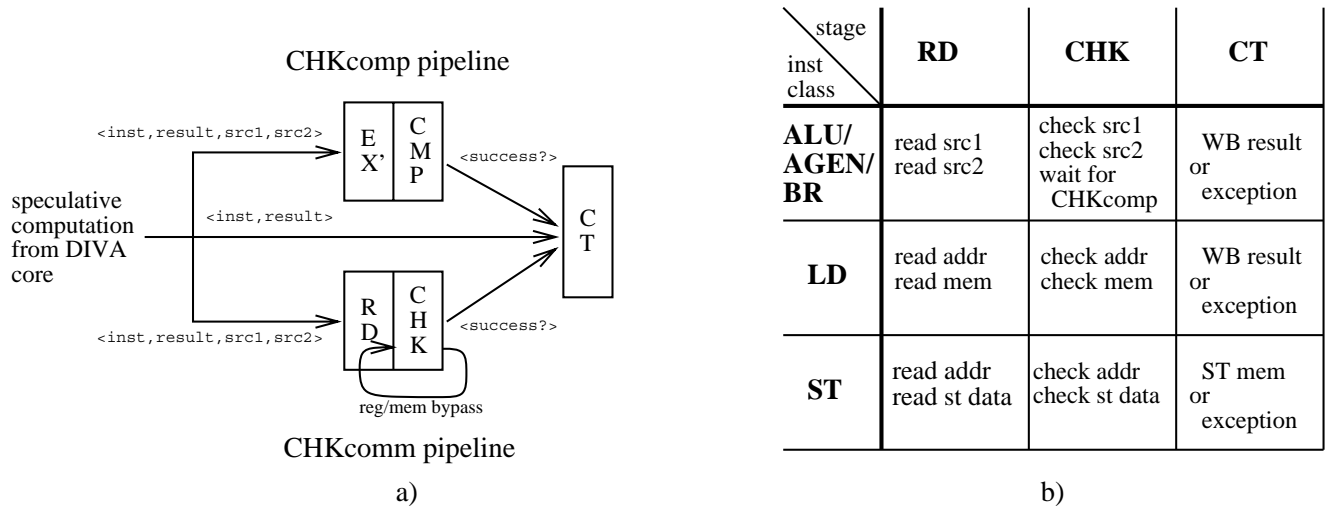 CHKcomp pipeline
<inst,result,src1,src2>
E
X'
C
M
P
<success?>
speculative
computation
from DIVA
core
<inst,result>
C
T
<inst,result,src1,src2>
R
D
C
H
K
<success?>
reg/mem bypass
CHKcomm pipeline
a)
stage
inst
class
RD
CHK
CT
ALU/
AGEN/
BR
read src1
read src2
check src1
check src2
wait for
CHKcomp
WB result
or
exception
LD
read addr
read mem
check addr
check mem
WB result
or
exception
ST
read addr
read st data
check addr
check st data
ST mem
or
exception
b)